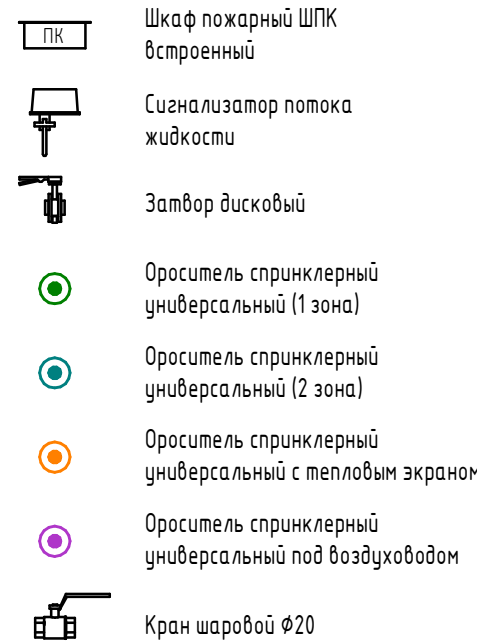 ПК
Шкаф пожарный ШПК
встроенный
Сигнализатор потока
жидкости
Затвор дисковый
Ороситель спринклерный
универсальный (1 зона)
Ороситель спринклерный
универсальный (2 зона)
Ороситель спринклерный
универсальный с тепловым экраном
Ороситель спринклерный
универсальный под воздуховодом
Кран шаровой Ø20